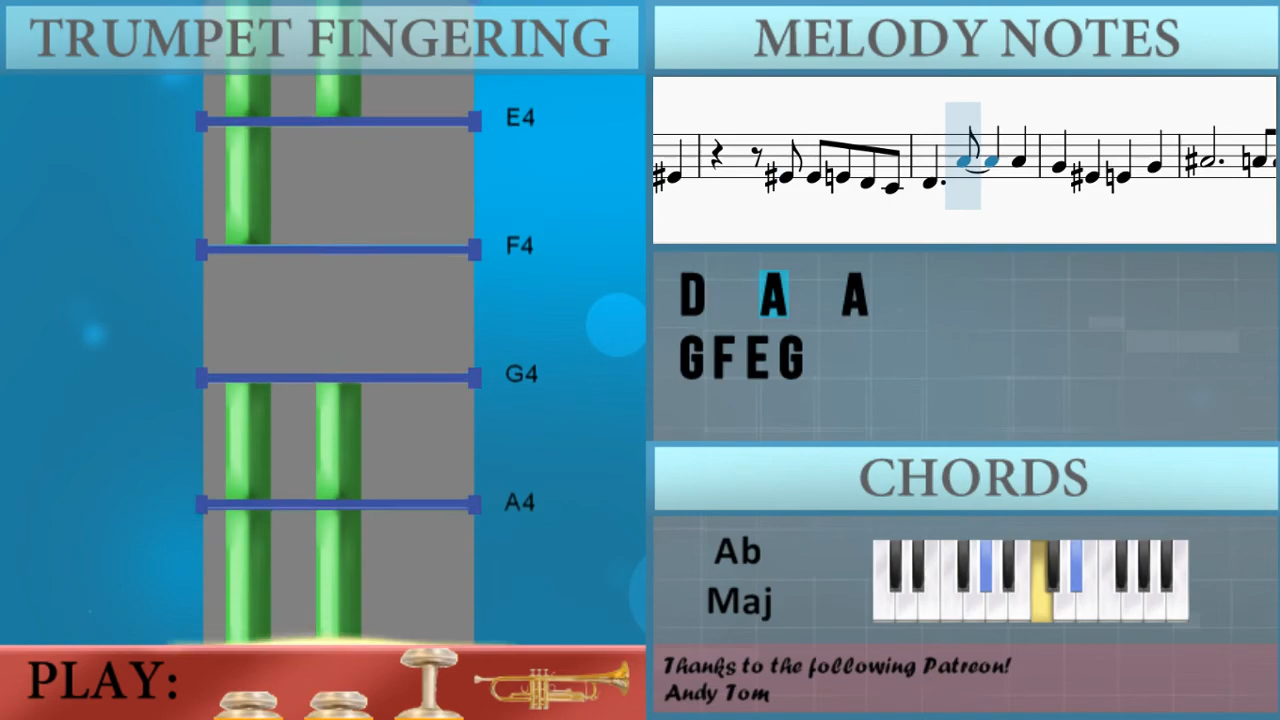 TRUMPET FINGERING
E4
F4
G4
A4
PLAY:
MELODY NOTES
D A A
GFEG
CHORDS
Ab
Maj
Thanks to the following Patreon!
Andy Tom